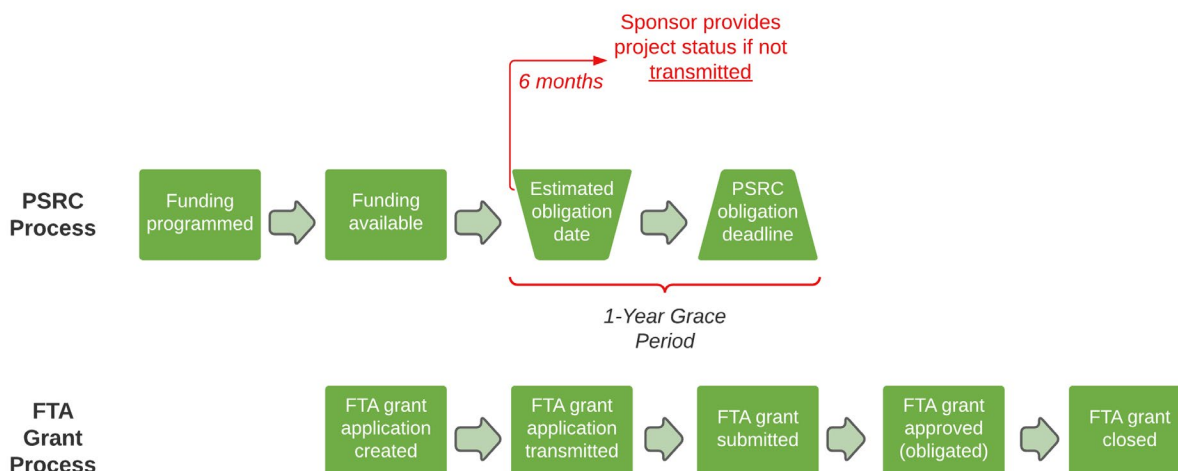 Sponsor provides
project status if not
transmitted
6 months
PSRC
Process
Funding
programmed
Funding
available
Estimated
obligation
date
PSRC
obligation
deadline
1-Year Grace
Period
FTA
Grant
Process
FTA grant
application
created
FTA grant
application
transmitted
FTA grant
submitted
FTA grant
approved
(obligated)
FTA grant
closed